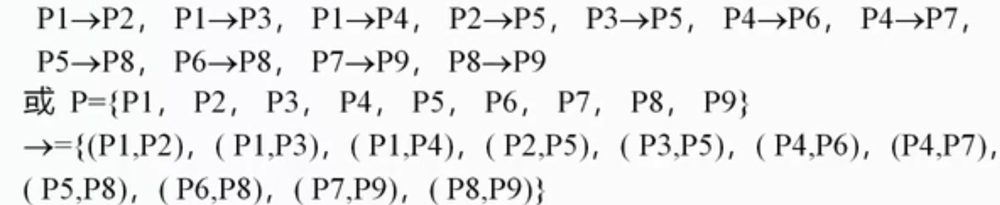 P1→P2， P1→P3， P1→P4， P2→P5， P3→P5， P4→P6， P4→P7，
P5→P8， P6→P8， P7→P9， P8→P9
或 P={P1， P2， P3， P4， P5， P6， P7， P8， P9}
→={(P1,P2)，( P1,P3)，( P1,P4)，( P2,P5)，( P3,P5)，( P4,P6)，(P4,P7)，
( P5,P8)，( P6,P8)，( P7,P9)，( P8,P9)}